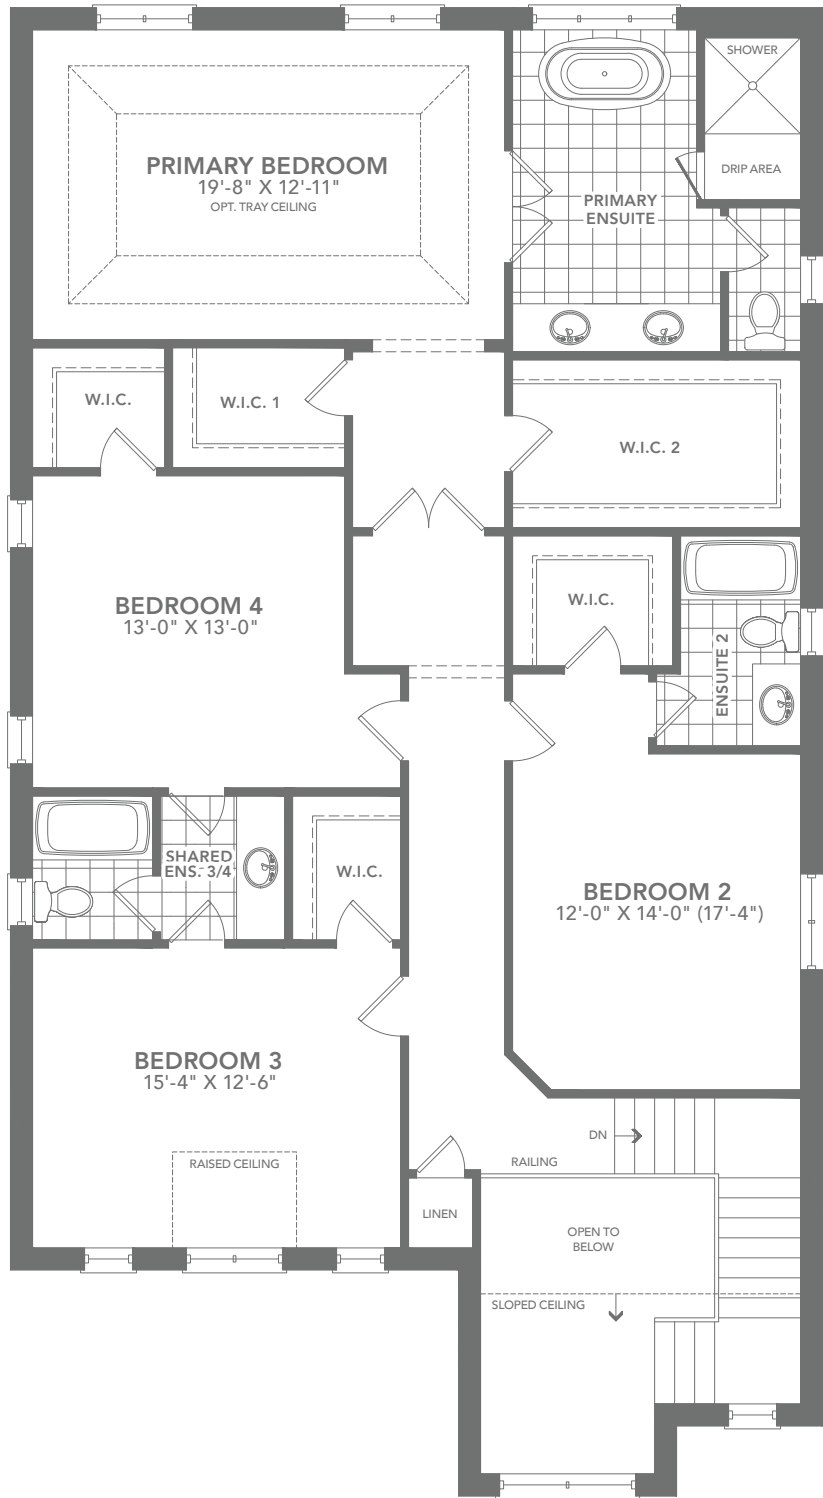 SHOWER
PRIMARY BEDROOM
19'-8" X 12'-11"
OPT. TRAY CEILING
DRIP AREA
PRIMARY
ENSUITE
W.I.C.
W.I.C. 1
W.I.C. 2
BEDROOM 4
13'-0" X 13'-0"
W.I.C.
ENSUITE 2
SHARED
ENS. 3/4
W.I.C.
BEDROOM 2
12'-0" X 14'-0" (17'-4")
BEDROOM 3
15'-4" X 12'-6"
RAISED CEILING
DN
RAILING
LINEN
OPEN TO
BELOW
SLOPED CEILING